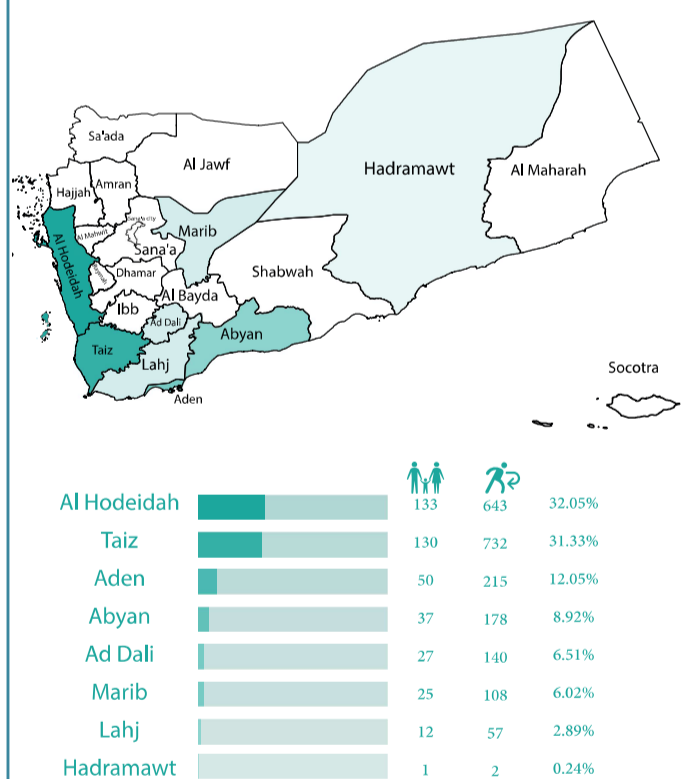 Sa'ada
Al Jawf
Hadramawt
Al Maharah
Hajjah
Amran
Marib
Al Mahwit
Sana'a
Al Hodeidah
Dhamar
Shabwah
Al Bayda
Ibb
Ad Dali
Abyan
Taiz
Lahj
Aden
Socotra
Al Hodeidah 133 643 32.05%
Taiz 130 732 31.33%
Aden 50 215 12.05%
Abyan 37 178 8.92%
Ad Dali 27 140 6.51%
Marib 25 108 6.02%
Lahj 12 57 2.89%
Hadramawt 1 2 0.24%